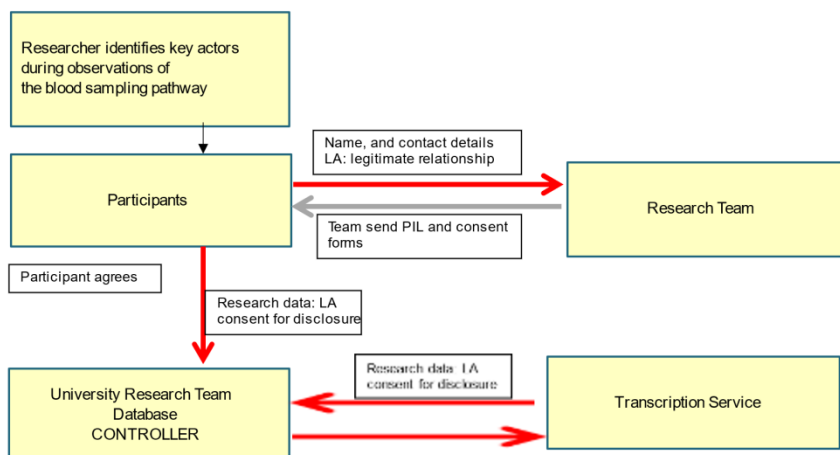 Researcher identifies key actors
during observations of
the blood sampling pathway
Name, and contact details
LA: legitimate relationship
Participants
Research Team
Team send PIL and consent
forms
Participant agrees
Research data: LA
consent for disclosure
Research data: LA
consent for disclosure
University Research Team
Database
CONTROLLER
Transcription Service